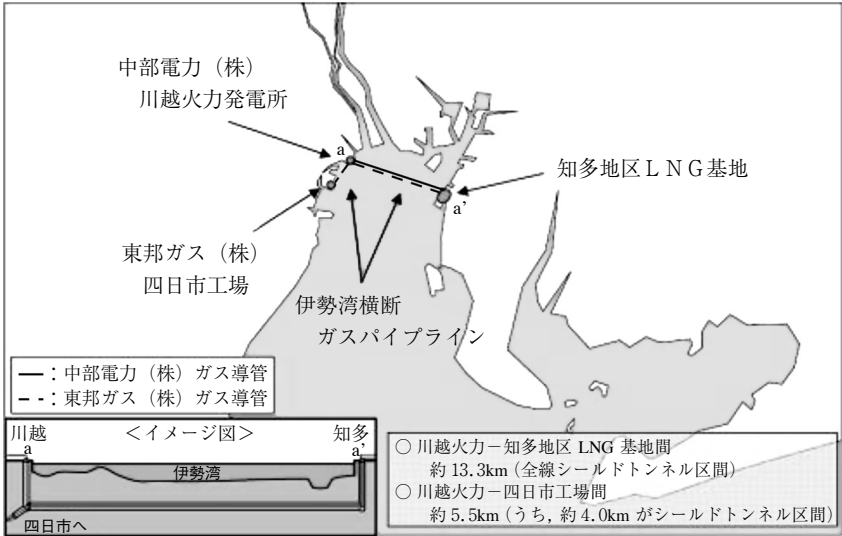 中部電力（株）
川越火力発電所
a
知多地区ＬＮＧ基地
a'
東邦ガス（株）
四日市工場
伊勢湾横断
ガスパイプライン
―：中部電力（株）ガス導管
--：東邦ガス（株）ガス導管
川越 ＜イメージ図＞ 知多
a a'
伊勢湾
四日市へ
○ 川越火力－知多地区 LNG 基地間
約 13.3km（全線シールドトンネル区間）
○ 川越火力－四日市工場間
約 5.5km（うち，約 4.0km がシールドトンネル区間）